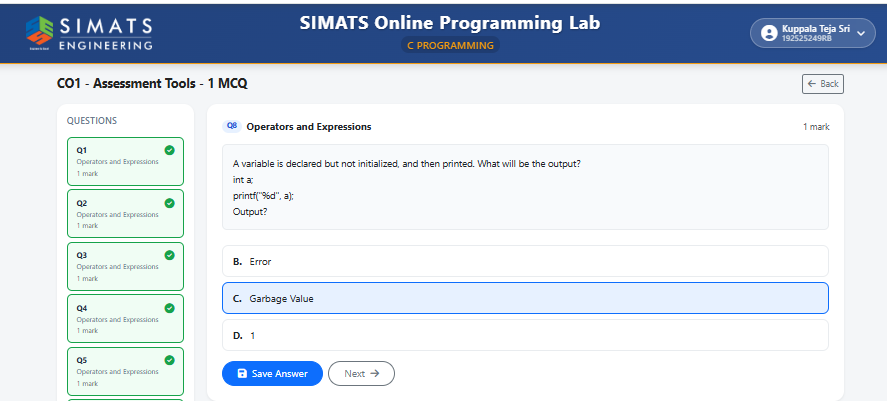 SIMATS
ENGINEERING
SIMATS Online Programming Lab
C PROGRAMMING
Kuppala Teja Sri
192525249RB
CO1 - Assessment Tools - 1 MCQ
← Back
QUESTIONS
Q1
Operators and Expressions
1 mark
Q2
Operators and Expressions
1 mark
Q3
Operators and Expressions
1 mark
Q4
Operators and Expressions
1 mark
Q5
Operators and Expressions
1 mark
Q8 Operators and Expressions 1 mark
A variable is declared but not initialized, and then printed. What will be the output?
int a;
printf("%d", a);
Output?
B. Error
C. Garbage Value
D. 1
Save Answer
Next →